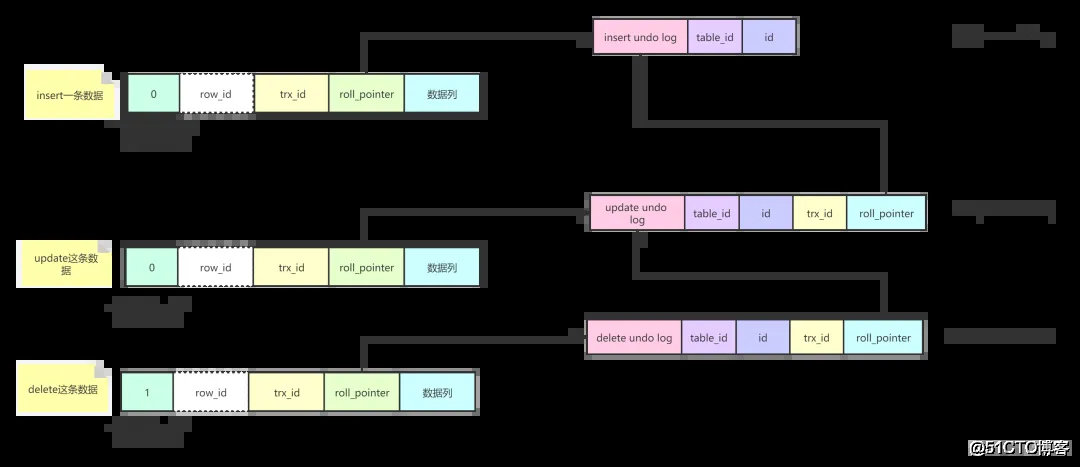 insert undo log table_id id
insert一条数据 0 row_id trx_id roll_pointer 数据列
update undo
log
table_id id trx_id roll_pointer
update这条数
据
0 row_id trx_id roll_pointer 数据列
delete undo log table_id id trx_id roll_pointer
delete这条数据 1 row_id trx_id roll_pointer 数据列
@51CTO博客